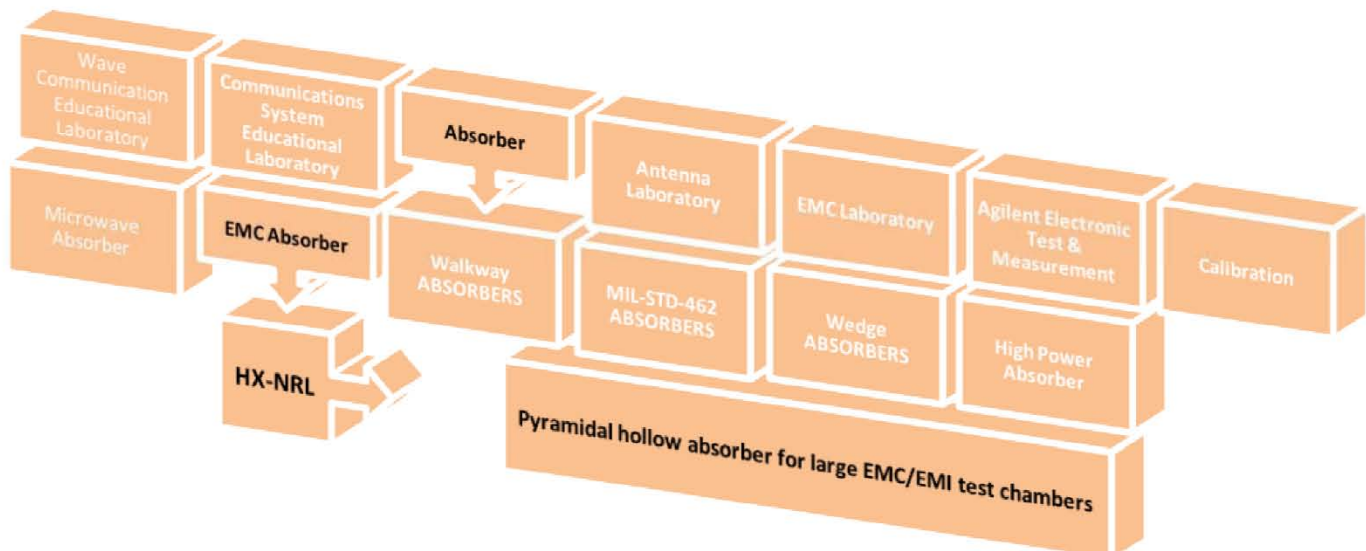 Wave
Communication
Educational
Laboratory
Communications
System
Educational
Laboratory
Absorber
Antenna
Laboratory
EMC Laboratory
Agilent Electronic
Test &
Measurement
Calibration
Microwave
Absorber
EMC Absorber
Walkway
ABSORBERS
MIL-STD-462
ABSORBERS
Wedge
ABSORBERS
High Power
Absorber
HX-NRL
Pyramidal hollow absorber for large EMC/EMI test chambers